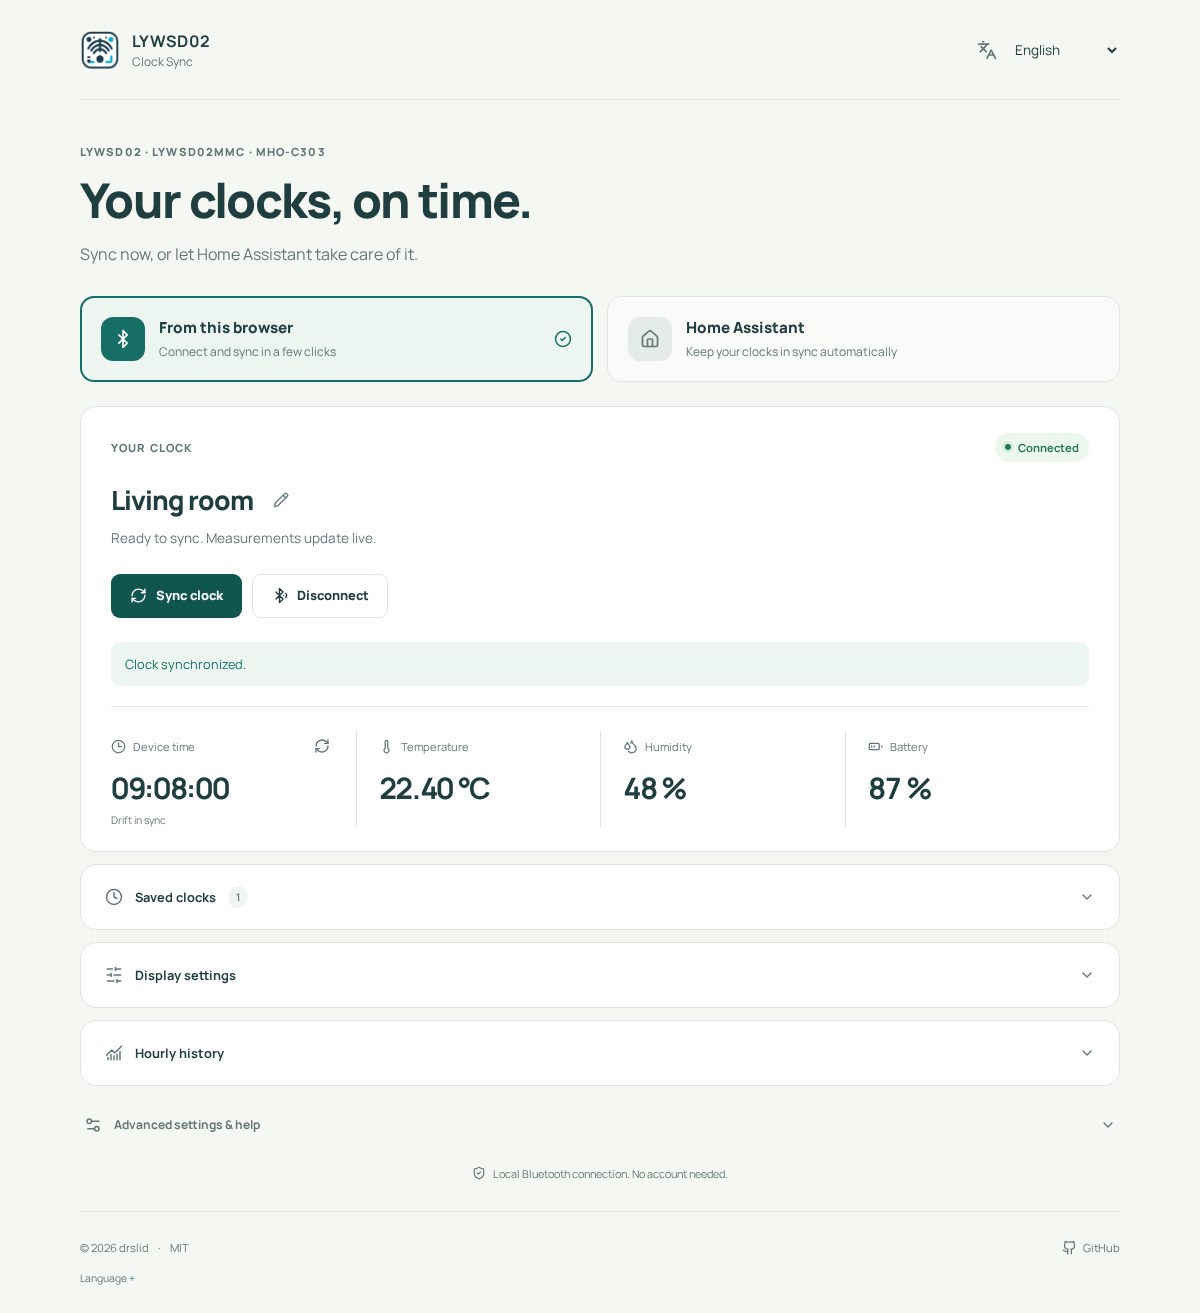 LYWSD02
Clock Sync
English
LYWSD02 · LYWSD02MMC · MHO-C303
Your clocks, on time.
Sync now, or let Home Assistant take care of it.
From this browser
Connect and sync in a few clicks
Home Assistant
Keep your clocks in sync automatically
YOUR CLOCK
Connected
Living room
Ready to sync. Measurements update live.
Sync clock
Disconnect
Clock synchronized.
Device time
09:08:00
Drift in sync
Temperature
22.40 °C
Humidity
48 %
Battery
87 %
Saved clocks 1
Display settings
Hourly history
Advanced settings & help
Local Bluetooth connection. No account needed.
© 2026 drslid · MIT
GitHub
Language +